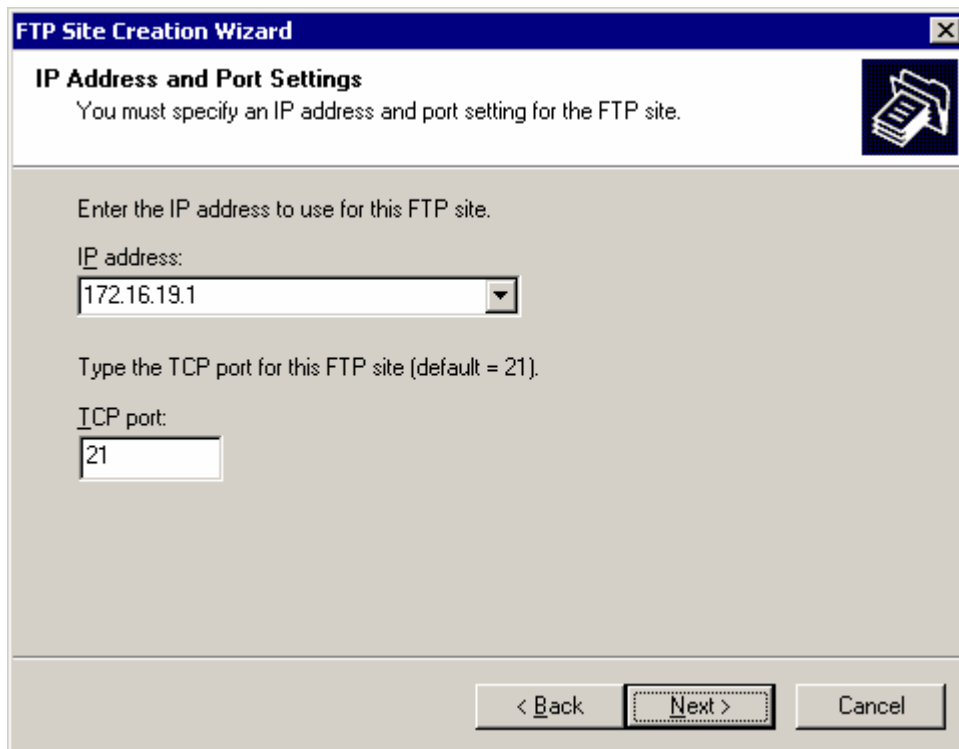 FTP Site Creation Wizard
IP Address and Port Settings
You must specify an IP address and port setting for the FTP site.
Enter the IP address to use for this FTP site.
IP address:
172.16.19.1
Type the TCP port for this FTP site (default = 21).
TCP port:
21
< Back Next > Cancel